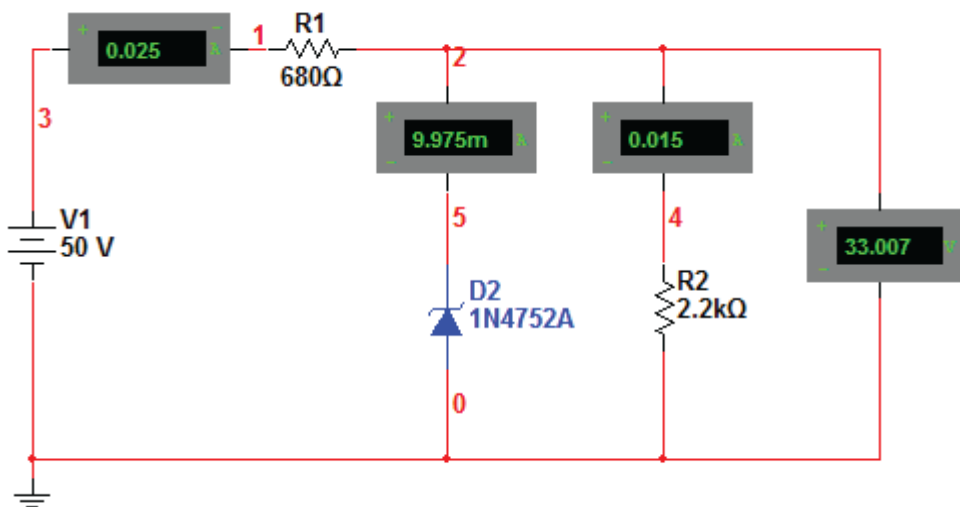 + 0.025 - A
1
R1
680Ω
2
3
+ 9.975m - A
+ 0.015 - A
V1
50 V
5
4
+ 33.007 - V
D2
1N4752A
R2
2.2kΩ
0